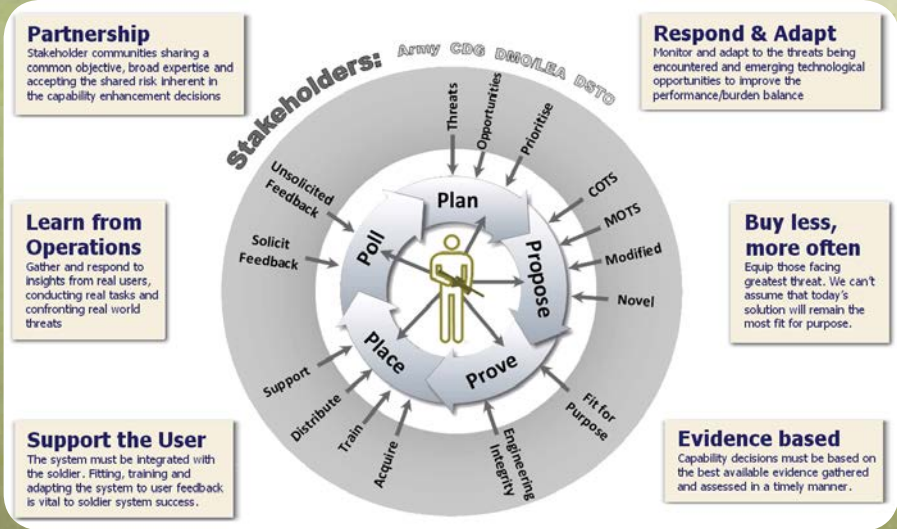 Partnership
Stakeholder communities sharing a
common objective, broad expertise and
accepting the shared risk inherent in
the capability enhancement decisions
Stakeholders: Army CDG DMO/LEA DSTO
Respond & Adapt
Monitor and adapt to the threats being
encountered and emerging technological
opportunities to improve the
performance/burden balance
Learn from
Operations
Gather and respond to
insights from real users,
conducting real tasks and
confronting real world
threats
Buy less,
more often
Equip those facing
greatest threat. We can't
assume that today's
solution will remain the
most fit for purpose.
Support the User
The system must be integrated with
the soldier. Fitting, training and
adapting the system to user feedback
is vital to soldier system success.
Evidence based
Capability decisions must be based on
the best available evidence gathered
and assessed in a timely manner.
Plan
Threats
Opportunities
Prioritise
Propose
COTS
MOTS
Modified
Novel
Prove
Fit for
Purpose
Engineering
Integrity
Place
Acquire
Train
Distribute
Support
Poll
Solicit
Feedback
Unsolicited
Feedback